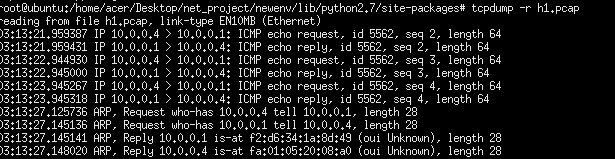 root@ubuntu:/home/acer/Desktop/net_project/newenv/lib/python2.7/site-packages# tcpdump -r h1.pcap
reading from file h1.pcap, link-type EN10MB (Ethernet)
03:13:21.959387 IP 10.0.0.4 > 10.0.0.1: ICMP echo request, id 5562, seq 2, length 64
03:13:21.959431 IP 10.0.0.1 > 10.0.0.4: ICMP echo reply, id 5562, seq 2, length 64
03:13:22.944930 IP 10.0.0.4 > 10.0.0.1: ICMP echo request, id 5562, seq 3, length 64
03:13:22.945000 IP 10.0.0.1 > 10.0.0.4: ICMP echo reply, id 5562, seq 3, length 64
03:13:23.945267 IP 10.0.0.4 > 10.0.0.1: ICMP echo request, id 5562, seq 4, length 64
03:13:23.945318 IP 10.0.0.1 > 10.0.0.4: ICMP echo reply, id 5562, seq 4, length 64
03:13:27.125736 ARP, Request who-has 10.0.0.4 tell 10.0.0.1, length 28
03:13:27.145136 ARP, Request who-has 10.0.0.1 tell 10.0.0.4, length 28
03:13:27.145141 ARP, Reply 10.0.0.1 is-at f2:d6:34:1a:8d:49 (oui Unknown), length 28
03:13:27.148020 ARP, Reply 10.0.0.4 is-at fa:01:05:20:08:a0 (oui Unknown), length 28